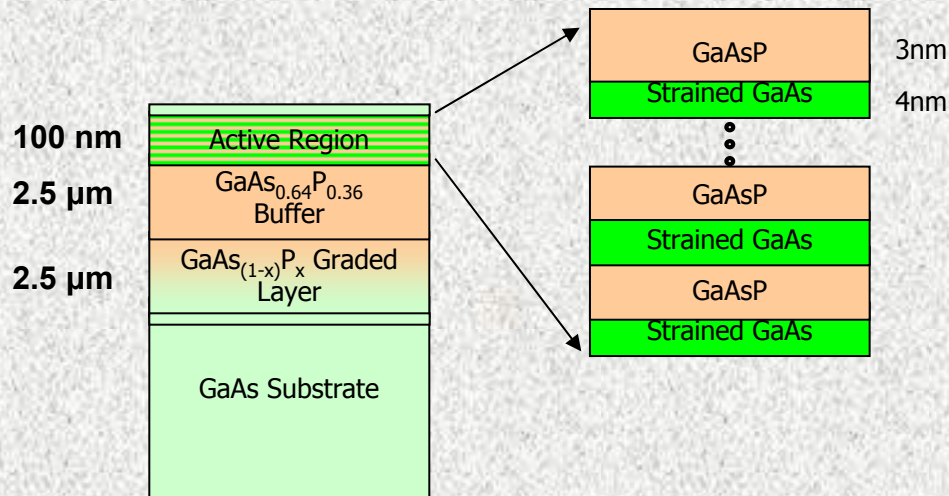 100 nm
Active Region
2.5 µm
GaAs₀.₆₄P₀.₃₆
Buffer
2.5 µm
GaAs₍₁₋ₓ₎Pₓ Graded
Layer
GaAs Substrate
GaAsP
3nm
Strained GaAs
4nm
GaAsP
Strained GaAs
GaAsP
Strained GaAs